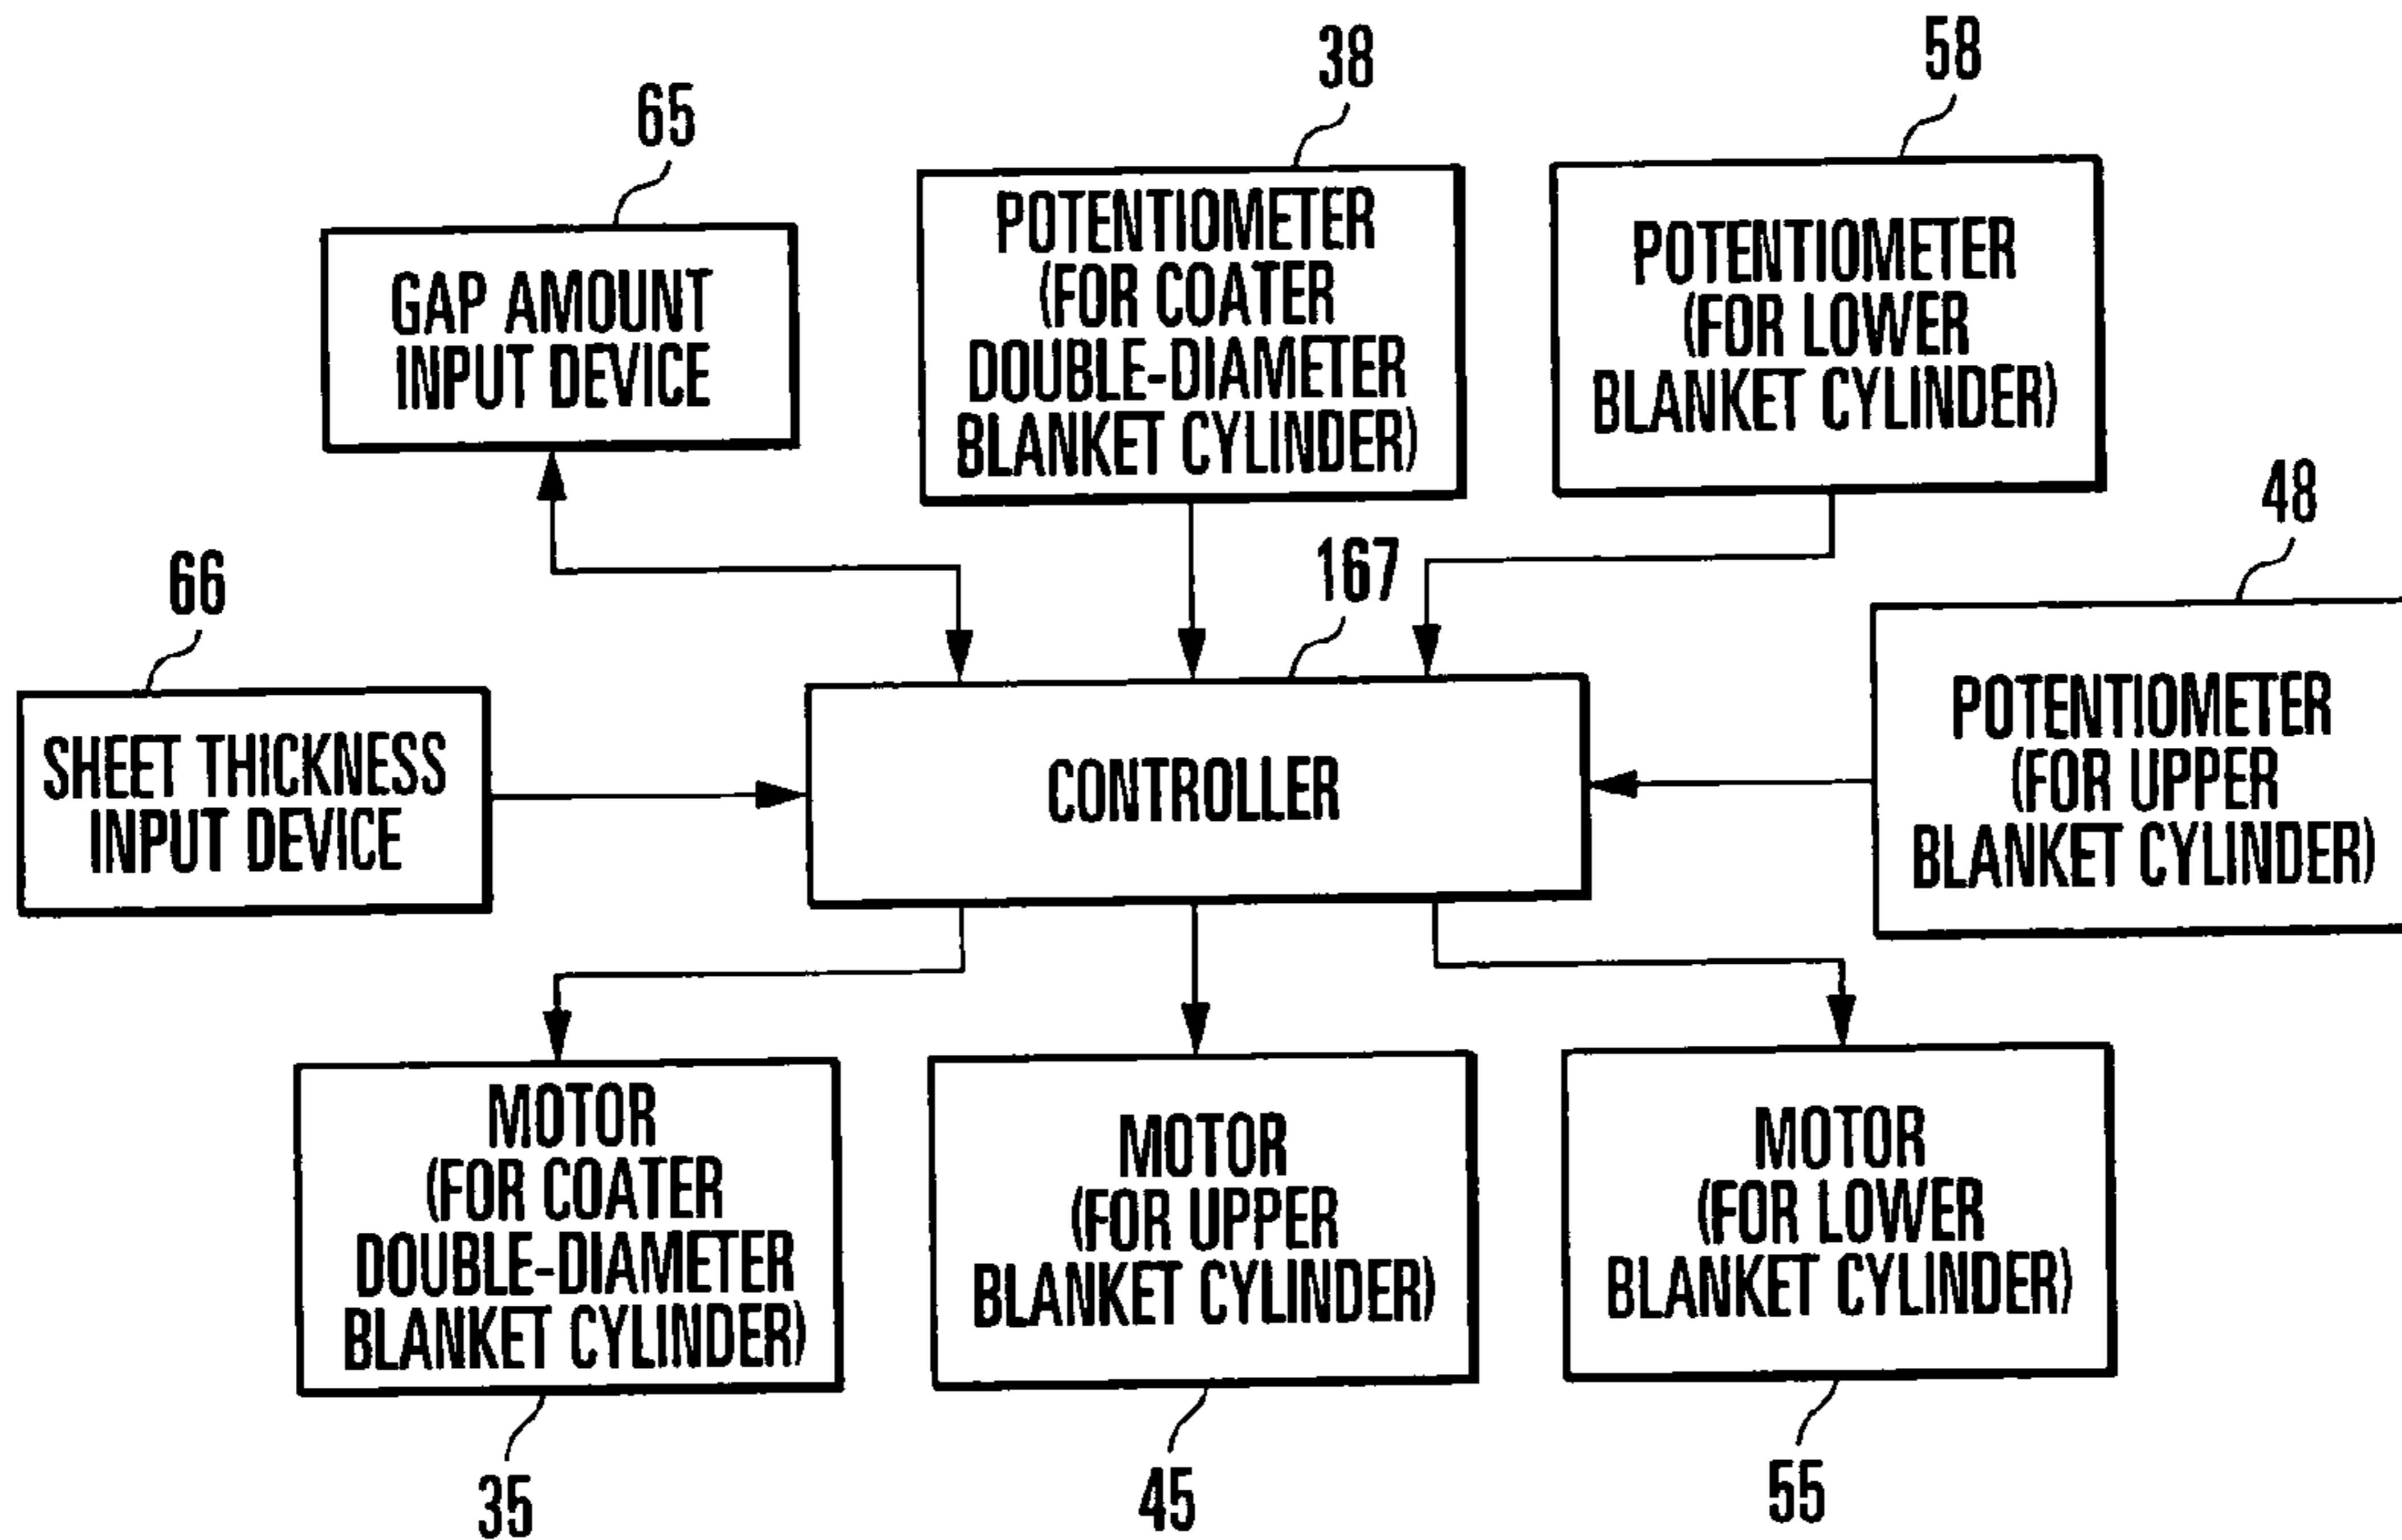 38
58
65
POTENTIOMETER
(FOR COATER
DOUBLE-DIAMETER
BLANKET CYLINDER)
POTENTIOMETER
(FOR LOWER
BLANKET CYLINDER)
GAP AMOUNT
INPUT DEVICE
48
66
167
SHEET THICKNESS
INPUT DEVICE
CONTROLLER
POTENTIOMETER
(FOR UPPER
BLANKET CYLINDER)
MOTOR
(FOR COATER
DOUBLE-DIAMETER
BLANKET CYLINDER)
MOTOR
(FOR UPPER
BLANKET CYLINDER)
MOTOR
(FOR LOWER
BLANKET CYLINDER)
35
45
55